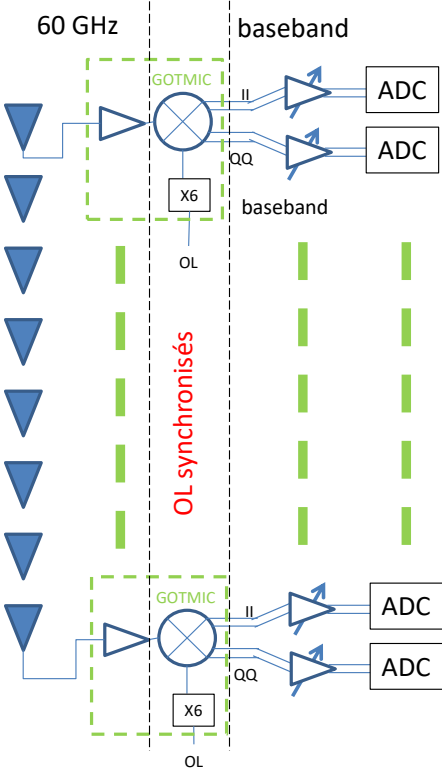 60 GHz
baseband
GOTMIC
II
ADC
ADC
QQ
X6
baseband
OL
OL synchronisés
GOTMIC
II
ADC
ADC
QQ
X6
OL